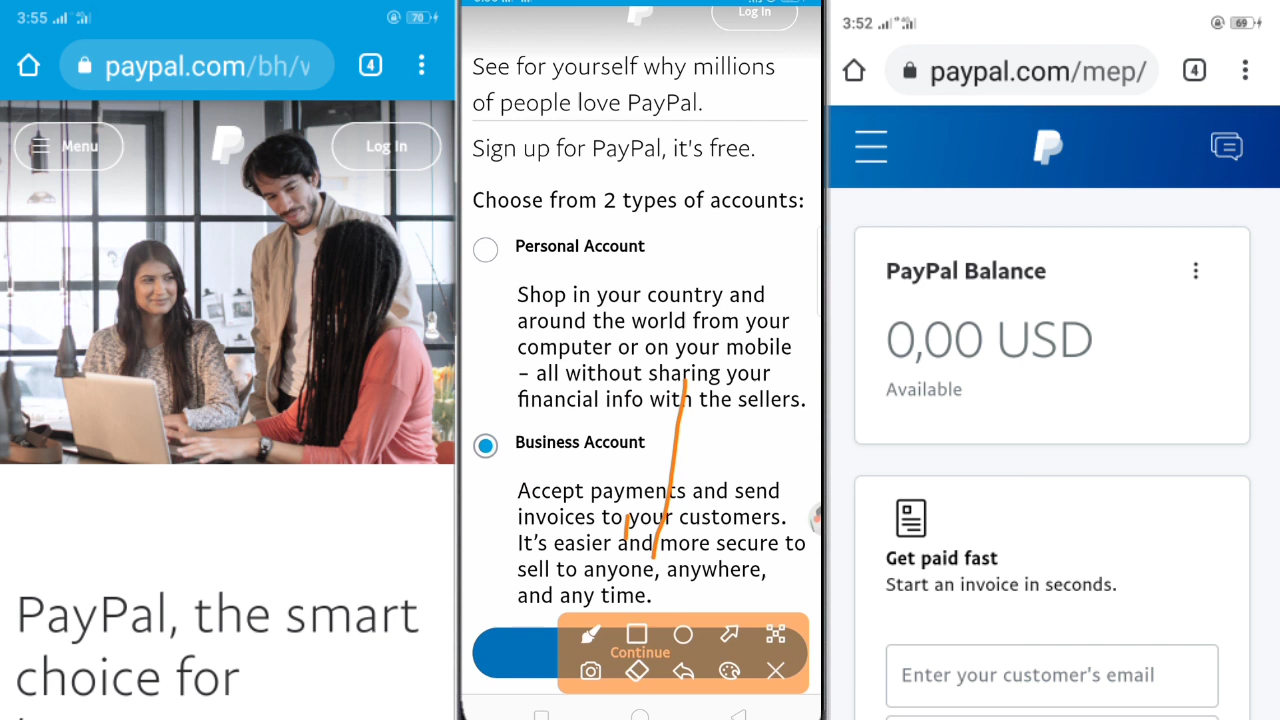 3:55
70
paypal.com/bh/v
4
Menu
Log In
PayPal, the smart
choice for
Log In
See for yourself why millions
of people love PayPal.
Sign up for PayPal, it's free.
Choose from 2 types of accounts:
Personal Account
Shop in your country and
around the world from your
computer or on your mobile
– all without sharing your
financial info with the sellers.
Business Account
Accept payments and send
invoices to your customers.
It’s easier and more secure to
sell to anyone, anywhere,
and any time.
Continue
3:52
69
paypal.com/mep/
4
PayPal Balance
0,00 USD
Available
Get paid fast
Start an invoice in seconds.
Enter your customer's email